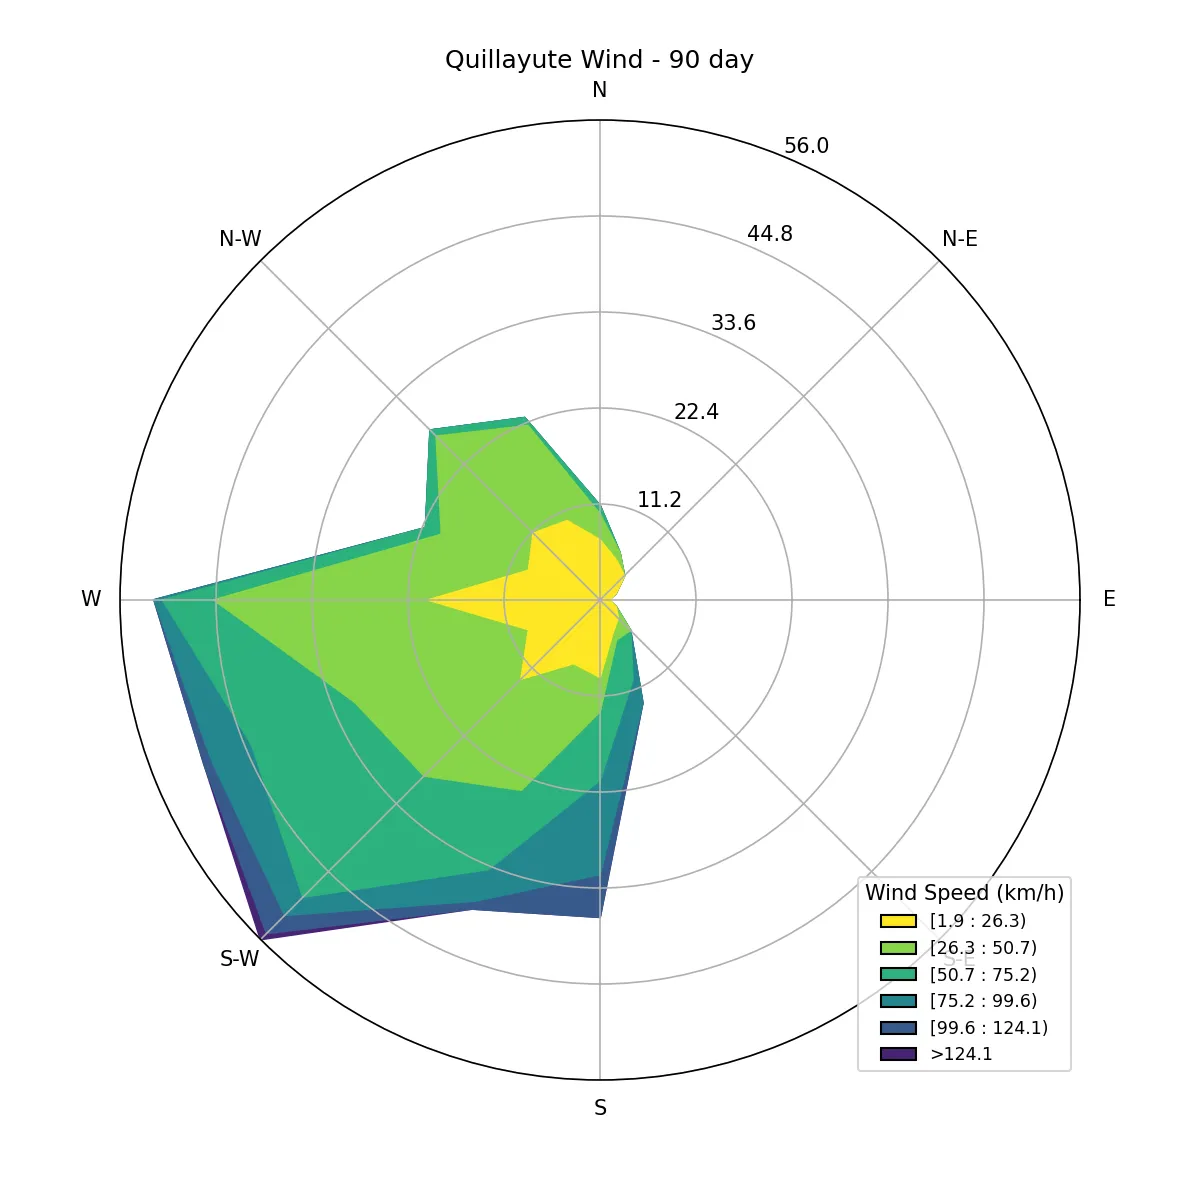 Quillayute Wind - 90 day
N
56.0
N-W
44.8
N-E
33.6
22.4
11.2
W
E
S-W
S-E
Wind Speed (km/h)
[1.9 : 26.3)
[26.3 : 50.7)
[50.7 : 75.2)
[75.2 : 99.6)
[99.6 : 124.1)
>124.1
S